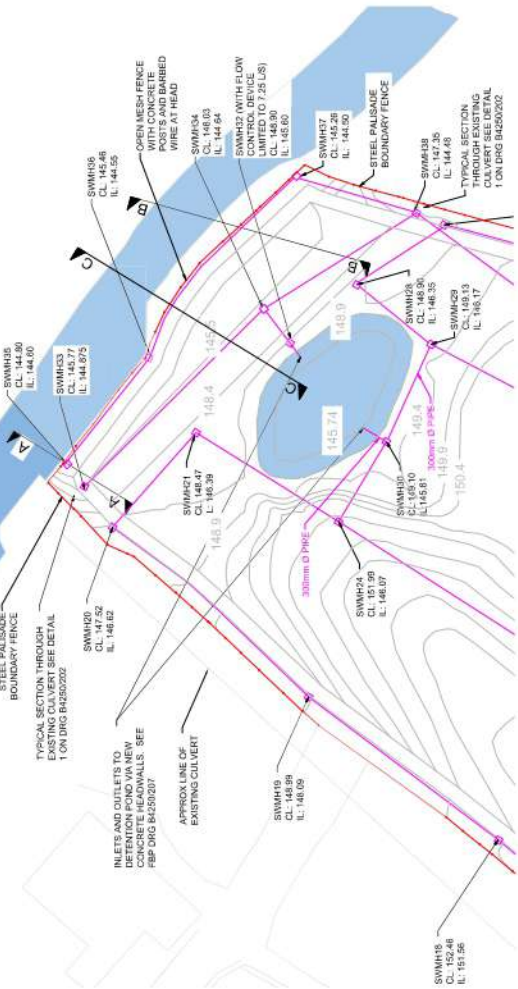 SWMH35
CL: 144.80
IL: 144.60
SWMH33
CL: 145.77
IL: 144.875
SWMH36
CL: 145.46
IL: 144.55
OPEN MESH FENCE
WITH CONCRETE
POSTS AND BARBED
WIRE AT HEAD
SWMH34
CL: 148.03
IL: 144.64
SWMH32 (WITH FLOW
CONTROL DEVICE
LIMITED TO 7.25 L/S)
CL: 148.90
IL: 145.60
SWMH37
CL: 145.26
IL: 144.50
STEEL PALISADE
BOUNDARY FENCE
SWMH38
CL: 147.35
IL: 144.48
TYPICAL SECTION
THROUGH EXISTING
CULVERT SEE DETAIL
1 ON DRG B4250/202
STEEL PALISADE
BOUNDARY FENCE
TYPICAL SECTION THROUGH
EXISTING CULVERT SEE DETAIL
1 ON DRG B4250/202
SWMH20
CL: 147.52
IL: 146.62
INLETS AND OUTLETS TO
DETENTION POND VIA NEW
CONCRETE HEADWALLS. SEE
FBP DRG B4250/207
APPROX LINE OF
EXISTING CULVERT
SWMH19
CL: 148.99
IL: 148.09
SWMH18
CL: 152.46
IL: 151.56
SWMH21
CL: 148.47
L: 146.39
SWMH24
CL: 151.99
IL: 146.07
SWMH30
CL: 149.10
IL: 145.81
SWMH28
CL: 148.90
IL: 146.35
SWMH29
CL: 149.13
IL: 146.17
300mm Ø PIPE
300mm Ø PIPE
A
A
B
B
C
C
148.4
148.9
148.9
145.74
149.4
149.9
150.4